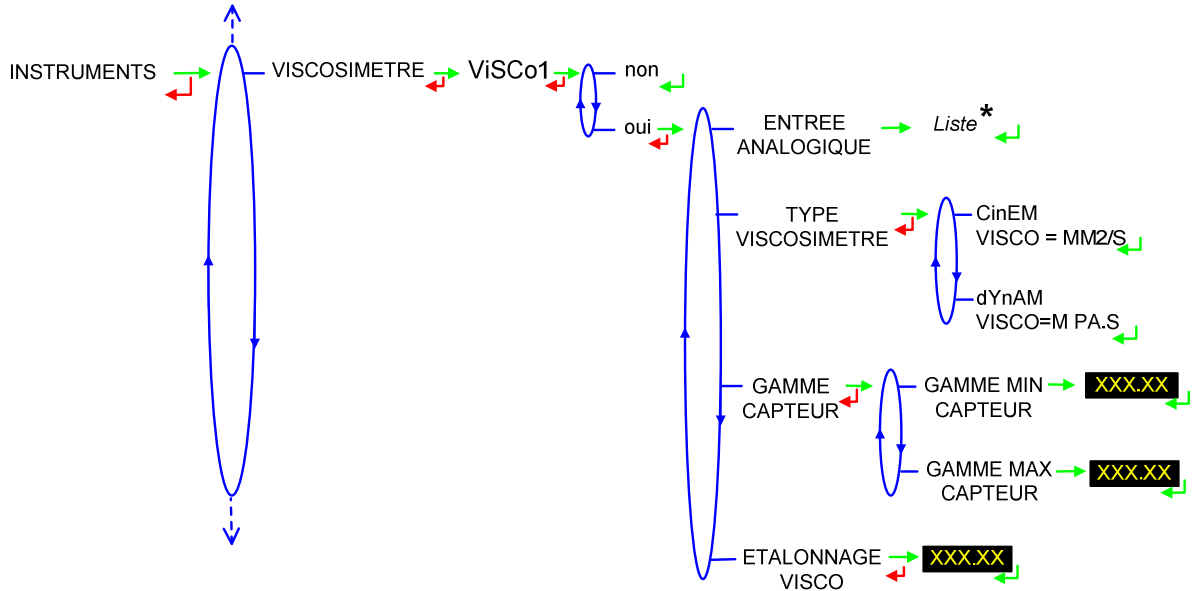 INSTRUMENTS
VISCOSIMETRE
ViSCo1
non
oui
ENTREE
ANALOGIQUE
Liste*
TYPE
VISCOSIMETRE
CinEM
VISCO = MM2/S
dYnAM
VISCO=M PA.S
GAMME
CAPTEUR
GAMME MIN
CAPTEUR
XXX.XX
GAMME MAX
CAPTEUR
XXX.XX
ETALONNAGE
VISCO
XXX.XX